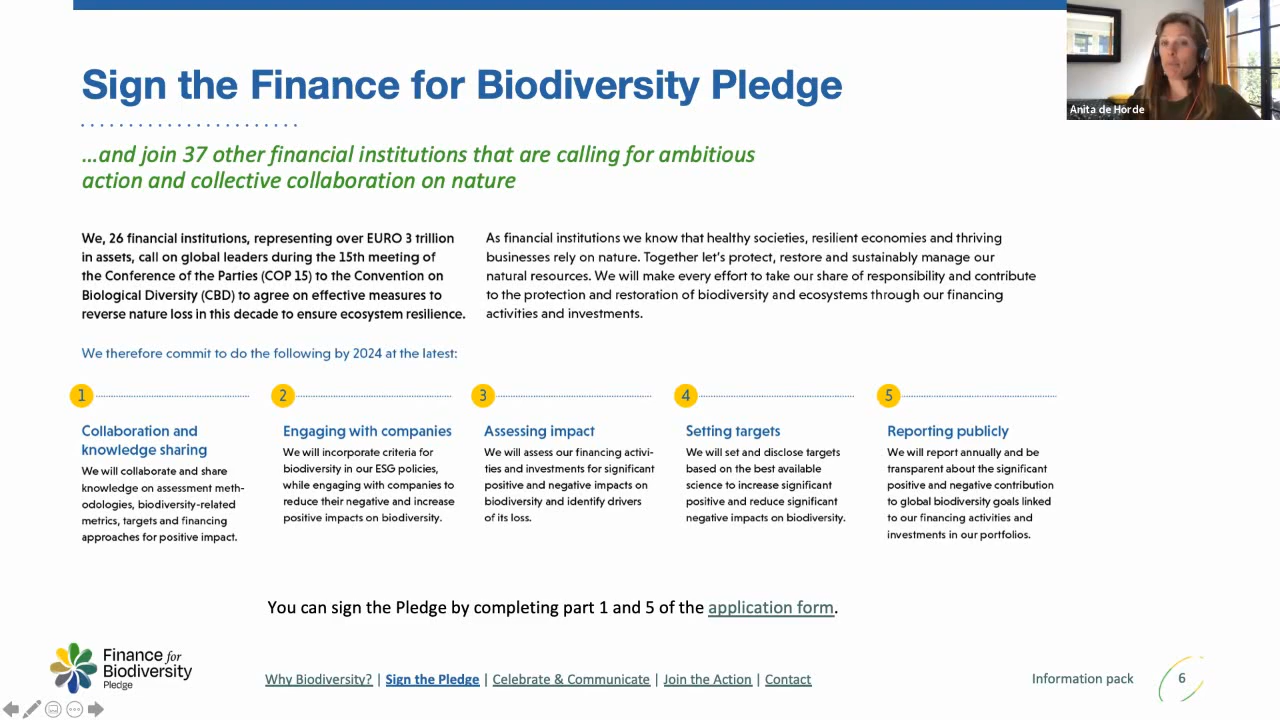 Sign the Finance for Biodiversity Pledge
Anita de Horde
...and join 37 other financial institutions that are calling for ambitious
action and collective collaboration on nature
We, 26 financial institutions, representing over EURO 3 trillion
in assets, call on global leaders during the 15th meeting of
the Conference of the Parties (COP 15) to the Convention on
Biological Diversity (CBD) to agree on effective measures to
reverse nature loss in this decade to ensure ecosystem resilience.
As financial institutions we know that healthy societies, resilient economies and thriving
businesses rely on nature. Together let's protect, restore and sustainably manage our
natural resources. We will make every effort to take our share of responsibility and contribute
to the protection and restoration of biodiversity and ecosystems through our financing
activities and investments.
We therefore commit to do the following by 2024 at the latest:
1
Collaboration and
knowledge sharing
We will collaborate and share
knowledge on assessment meth-
odologies, biodiversity-related
metrics, targets and financing
approaches for positive impact.
2
Engaging with companies
We will incorporate criteria for
biodiversity in our ESG policies,
while engaging with companies to
reduce their negative and increase
positive impacts on biodiversity.
3
Assessing impact
We will assess our financing activi-
ties and investments for significant
positive and negative impacts on
biodiversity and identify drivers
of its loss.
4
Setting targets
We will set and disclose targets
based on the best available
science to increase significant
positive and reduce significant
negative impacts on biodiversity.
5
Reporting publicly
We will report annually and be
transparent about the significant
positive and negative contribution
to global biodiversity goals linked
to our financing activities and
investments in our portfolios.
You can sign the Pledge by completing part 1 and 5 of the application form.
Finance for
Biodiversity
Pledge
Why Biodiversity? | Sign the Pledge | Celebrate & Communicate | Join the Action | Contact
Information pack
6